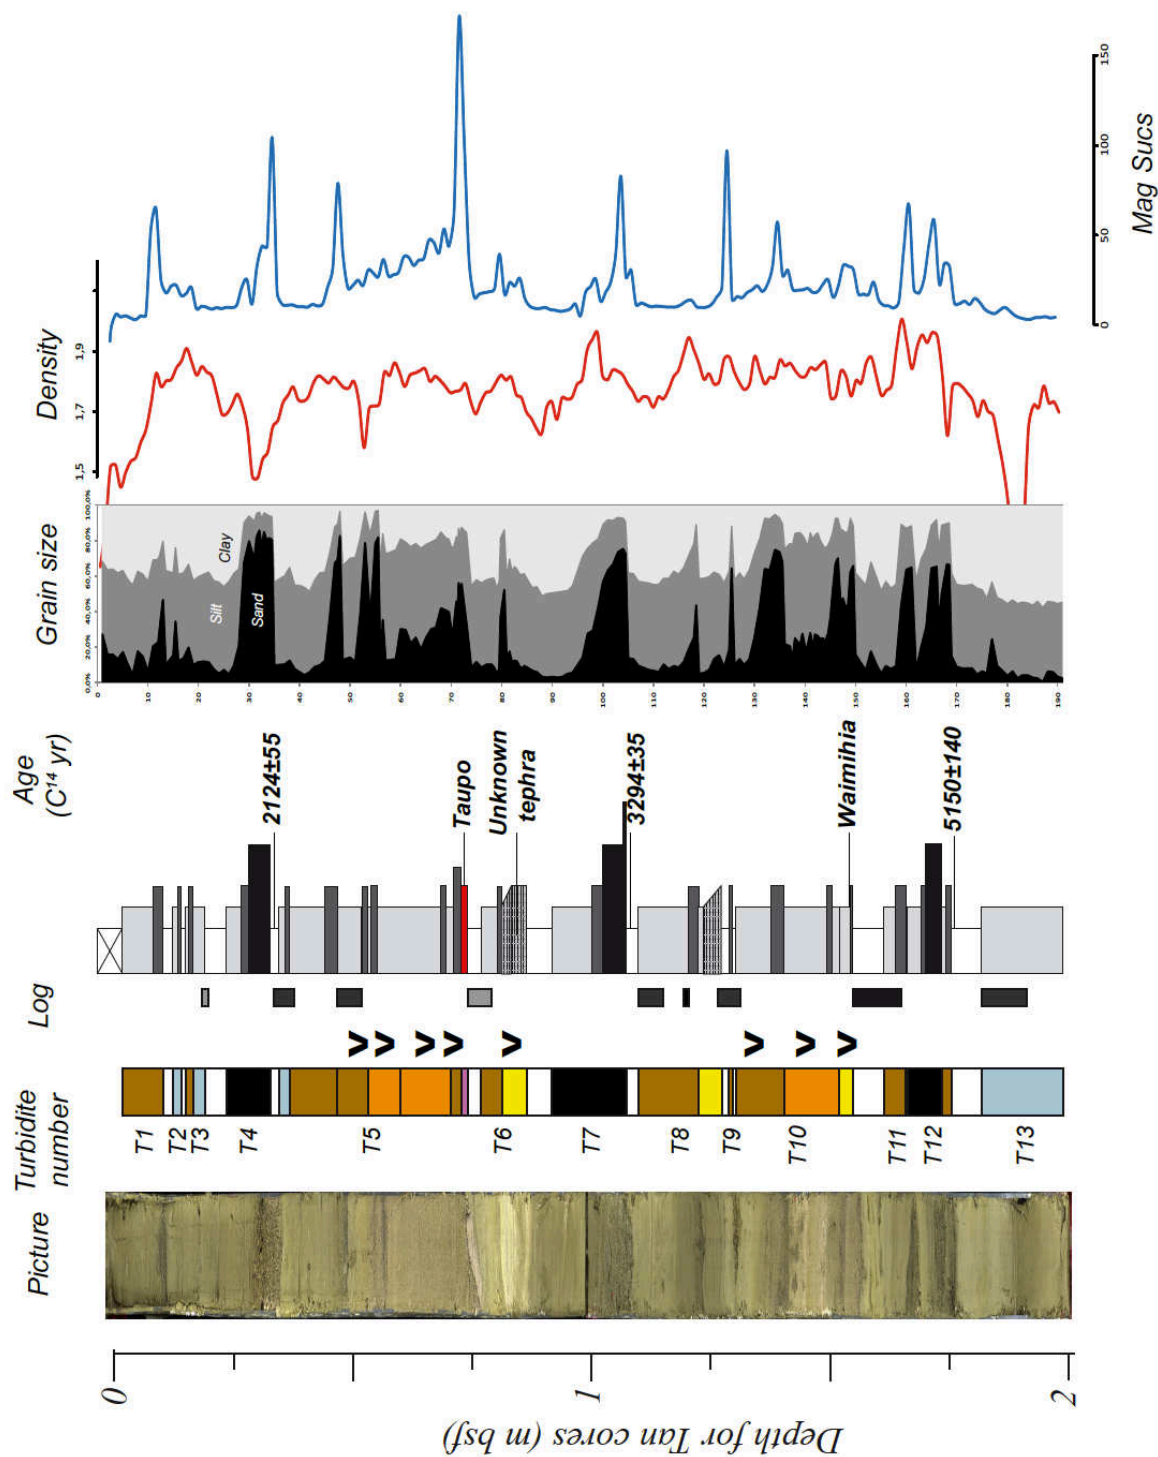 Depth for Tan cores (m bsf)
0
1
2
Picture
Turbidite
number
T1
T2
T3
T4
T5
T6
T7
T8
T9
T10
T11
T12
T13
V
V
V
V
V
V
V
V
Log
Age
(C¹⁴ yr)
2124±55
Taupo
Unknown
tephra
3294±35
Waimihia
5150±140
Grain size
0,0%
20,0%
40,0%
60,0%
80,0%
100,0%
Silt
Clay
Sand
0
10
20
30
40
50
60
70
80
90
100
110
120
130
140
150
160
170
180
190
Density
1,5
1,7
1,9
Mag Sucs
0
50
100
150